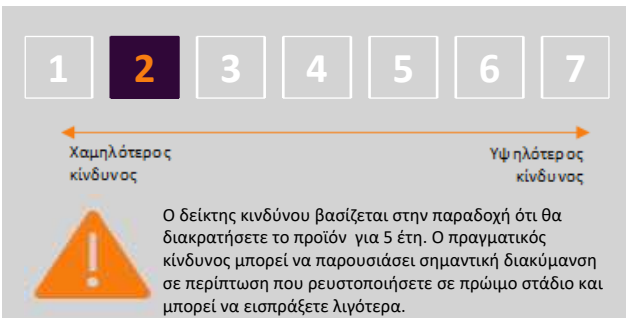 1 2 3 4 5 6 7
Χαμηλότερος Υψηλότερος
κίνδυνος κίνδυνος
Ο δείκτης κινδύνου βασίζεται στην παραδοχή ότι θα
διακρατήσετε το προϊόν για 5 έτη. Ο πραγματικός
κίνδυνος μπορεί να παρουσιάσει σημαντική διακύμανση
σε περίπτωση που ρευστοποιήσετε σε πρώιμο στάδιο και
μπορεί να εισπράξετε λιγότερα.